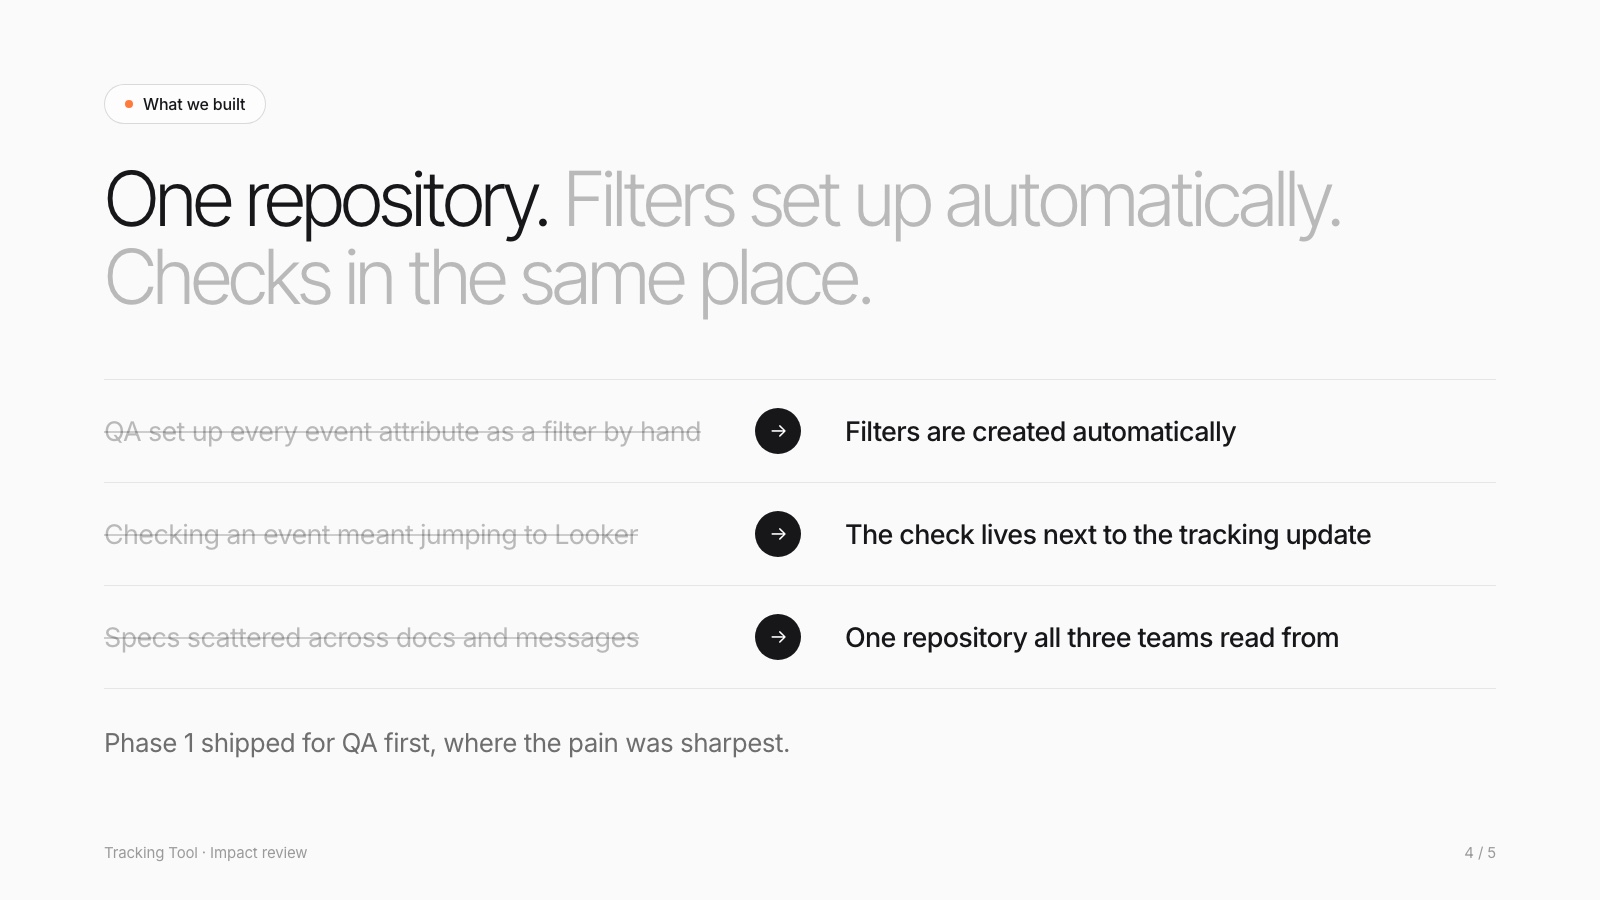 What we built
One repository. Filters set up automatically.
Checks in the same place.
QA set up every event attribute as a filter by hand
Filters are created automatically
Checking an event meant jumping to Looker
The check lives next to the tracking update
Specs scattered across docs and messages
One repository all three teams read from
Phase 1 shipped for QA first, where the pain was sharpest.
Tracking Tool · Impact review
4 / 5